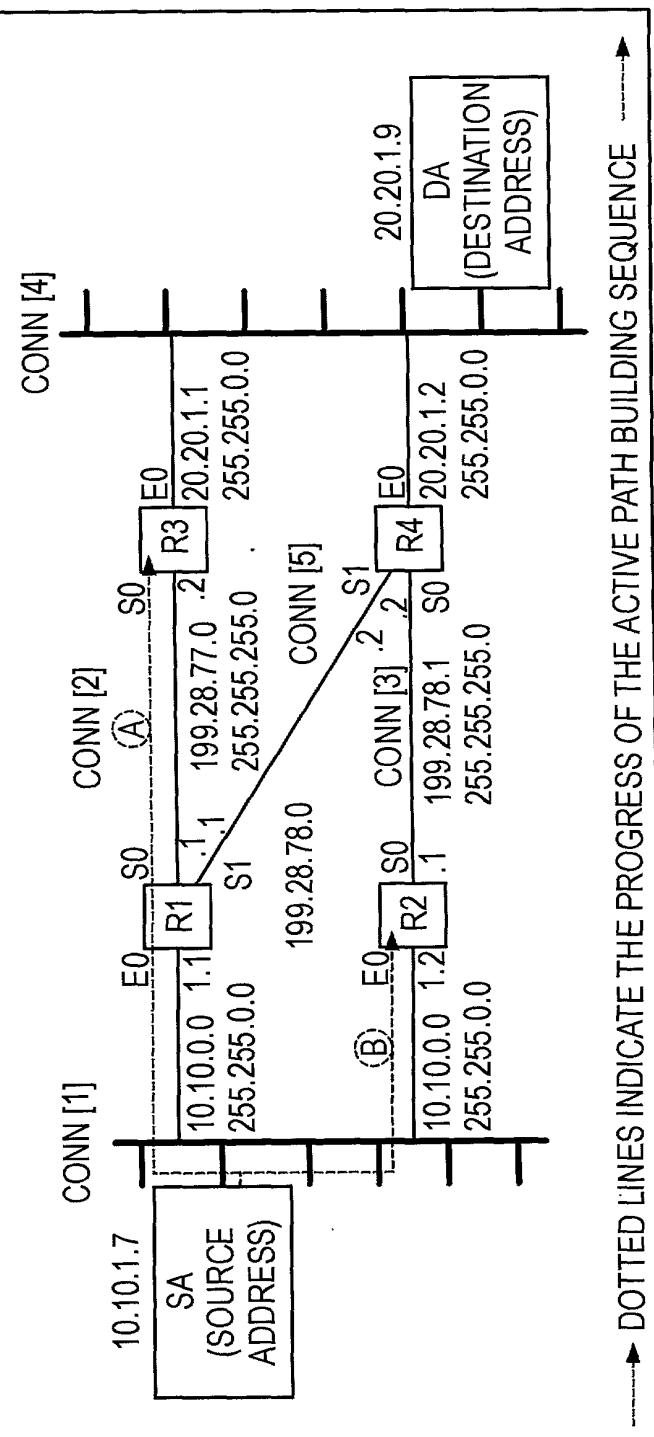 CONN [1]
10.10.1.7
SA
(SOURCE
ADDRESS)
E0
R1
S0
10.10.0.0 1.1
255.255.0.0
S1
.1
.1
CONN [2]
A
199.28.77.0
255.255.255.0
S0
.2
R3
E0
20.20.1.1
255.255.0.0
CONN [4]
199.28.78.0
CONN [5]
B
E0
R2
S0
10.10.0.0 1.2
255.255.0.0
.1
CONN [3]
199.28.78.1
255.255.255.0
S1
.2
.2
S0
R4
E0
20.20.1.2
255.255.0.0
20.20.1.9
DA
(DESTINATION
ADDRESS)
DOTTED LINES INDICATE THE PROGRESS OF THE ACTIVE PATH BUILDING SEQUENCE